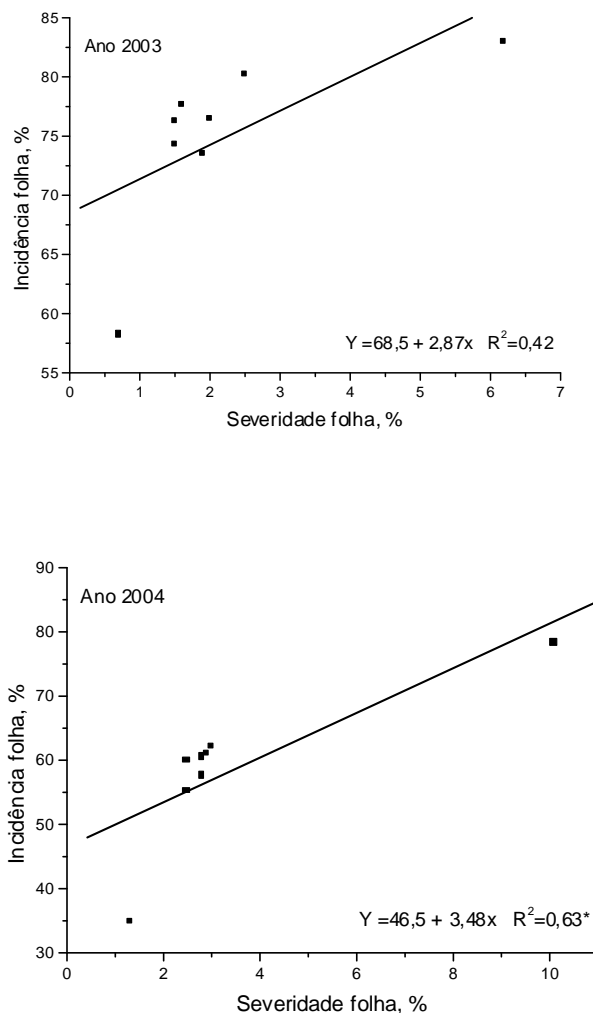 85
Ano 2003
80
75
70
65
60
55
Incidência folha, %
Y =68,5 + 2,87x R²=0,42
0 1 2 3 4 5 6 7
Severidade folha, %
90
Ano 2004
80
70
60
50
40
30
Incidência folha, %
Y =46,5 + 3,48x R²=0,63*
0 2 4 6 8 10
Severidade folha, %